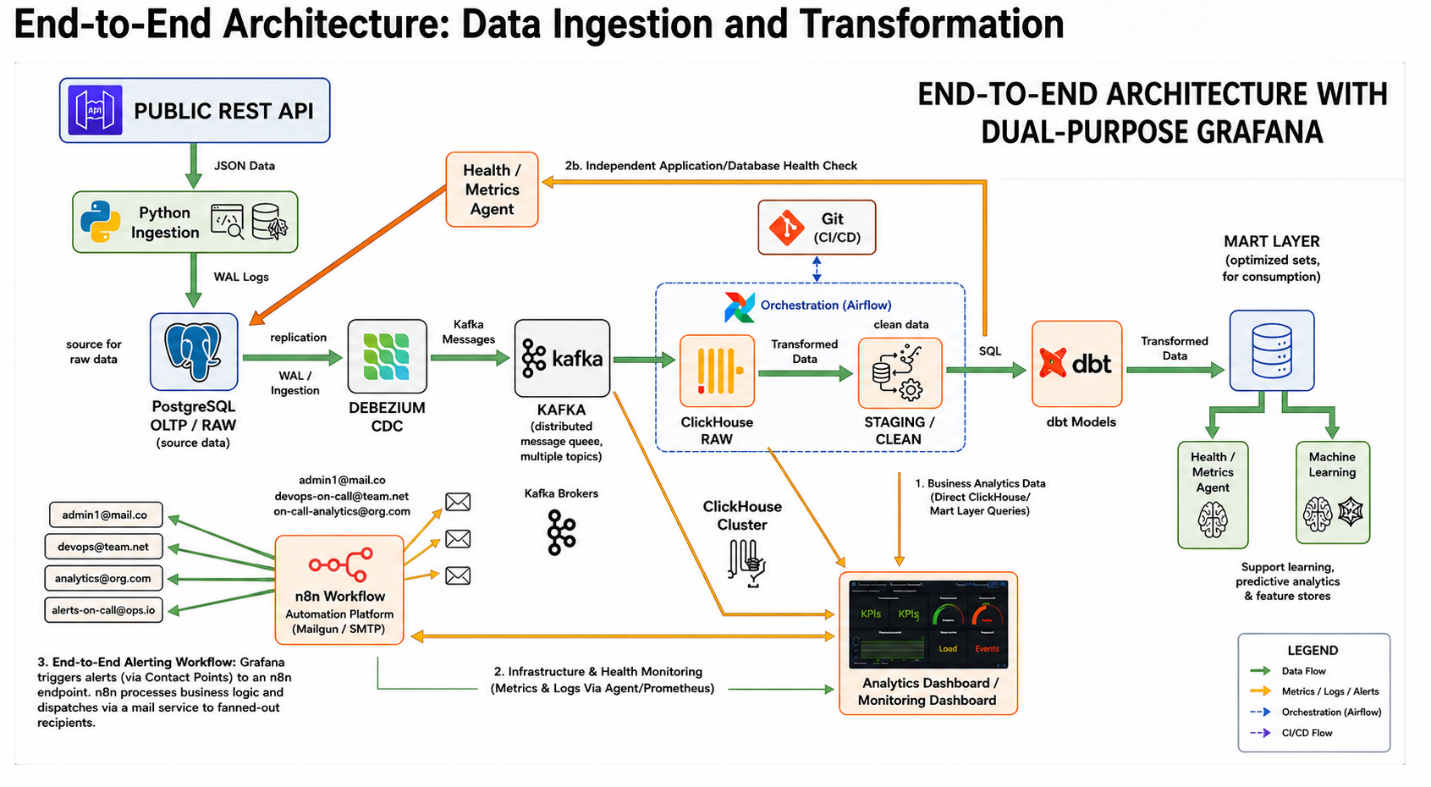 End-to-End Architecture: Data Ingestion and Transformation
END-TO-END ARCHITECTURE WITH
DUAL-PURPOSE GRAFANA
API
PUBLIC REST API
JSON Data
Python
Ingestion
WAL Logs
Health /
Metrics
Agent
2b. Independent Application/Database Health Check
Git
(CI/CD)
Orchestration (Airflow)
MART LAYER
(optimized sets,
for consumption)
source for
raw data
PostgreSQL
OLTP / RAW
(source data)
replication
WAL /
Ingestion
DEBEZIUM
CDC
Kafka
Messages
kafka
KAFKA
(distributed
message queee,
multiple topics)
ClickHouse
RAW
Transformed
Data
clean data
STAGING /
CLEAN
SQL
dbt
dbt Models
Transformed
Data
Health /
Metrics
Agent
Machine
Learning
Support learning,
predictive analytics
& feature stores
admin1@mail.co
devops@team.net
analytics@org.com
alerts-on-call@ops.io
admin1@mail.co
devops-on-call@team.net
on-call-analytics@org.com
n8n Workflow
Automation Platform
(Mailgun / SMTP)
Kafka Brokers
ClickHouse
Cluster
1. Business Analytics Data
(Direct ClickHouse/
Mart Layer Queries)
KPIs
KPIs
Load
Events
Analytics Dashboard /
Monitoring Dashboard
2. Infrastructure & Health Monitoring
(Metrics & Logs Via Agent/Prometheus)
3. End-to-End Alerting Workflow: Grafana
triggers alerts (via Contact Points) to an n8n
endpoint. n8n processes business logic and
dispatches via a mail service to fanned-out
recipients.
LEGEND
Data Flow
Metrics / Logs / Alerts
Orchestration (Airflow)
CI/CD Flow